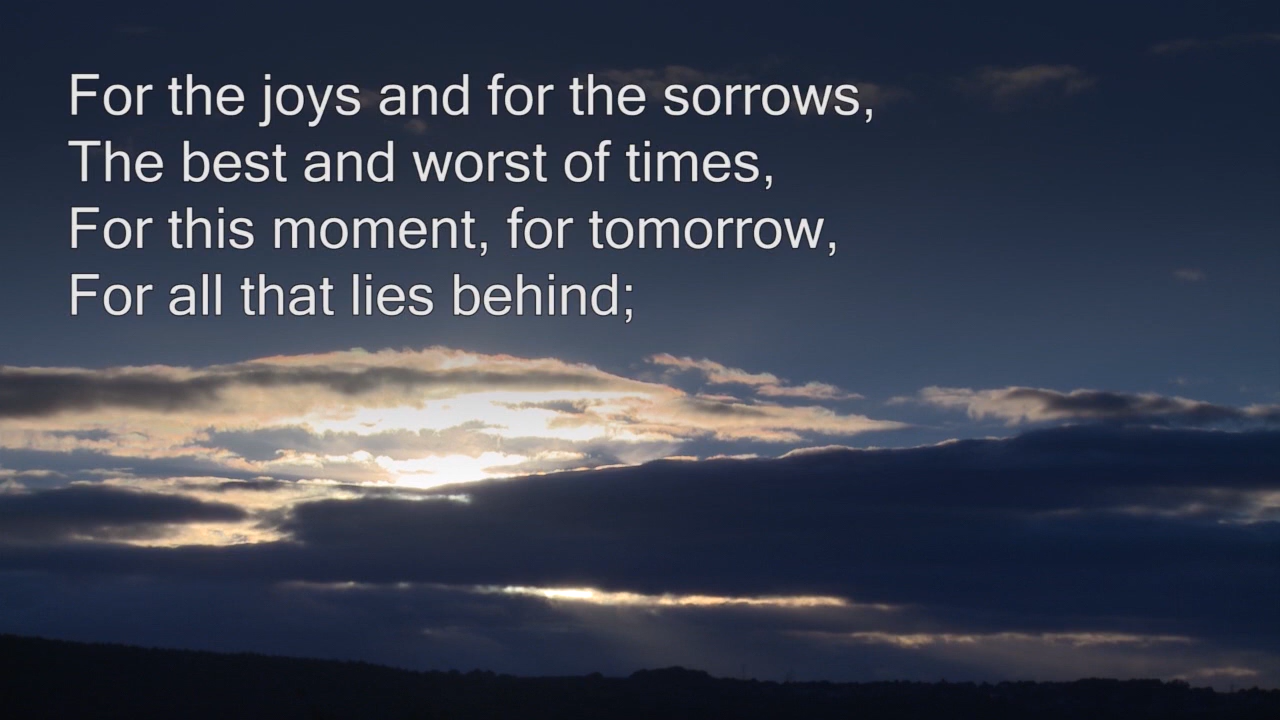 For the joys and for the sorrows,
The best and worst of times,
For this moment, for tomorrow,
For all that lies behind;